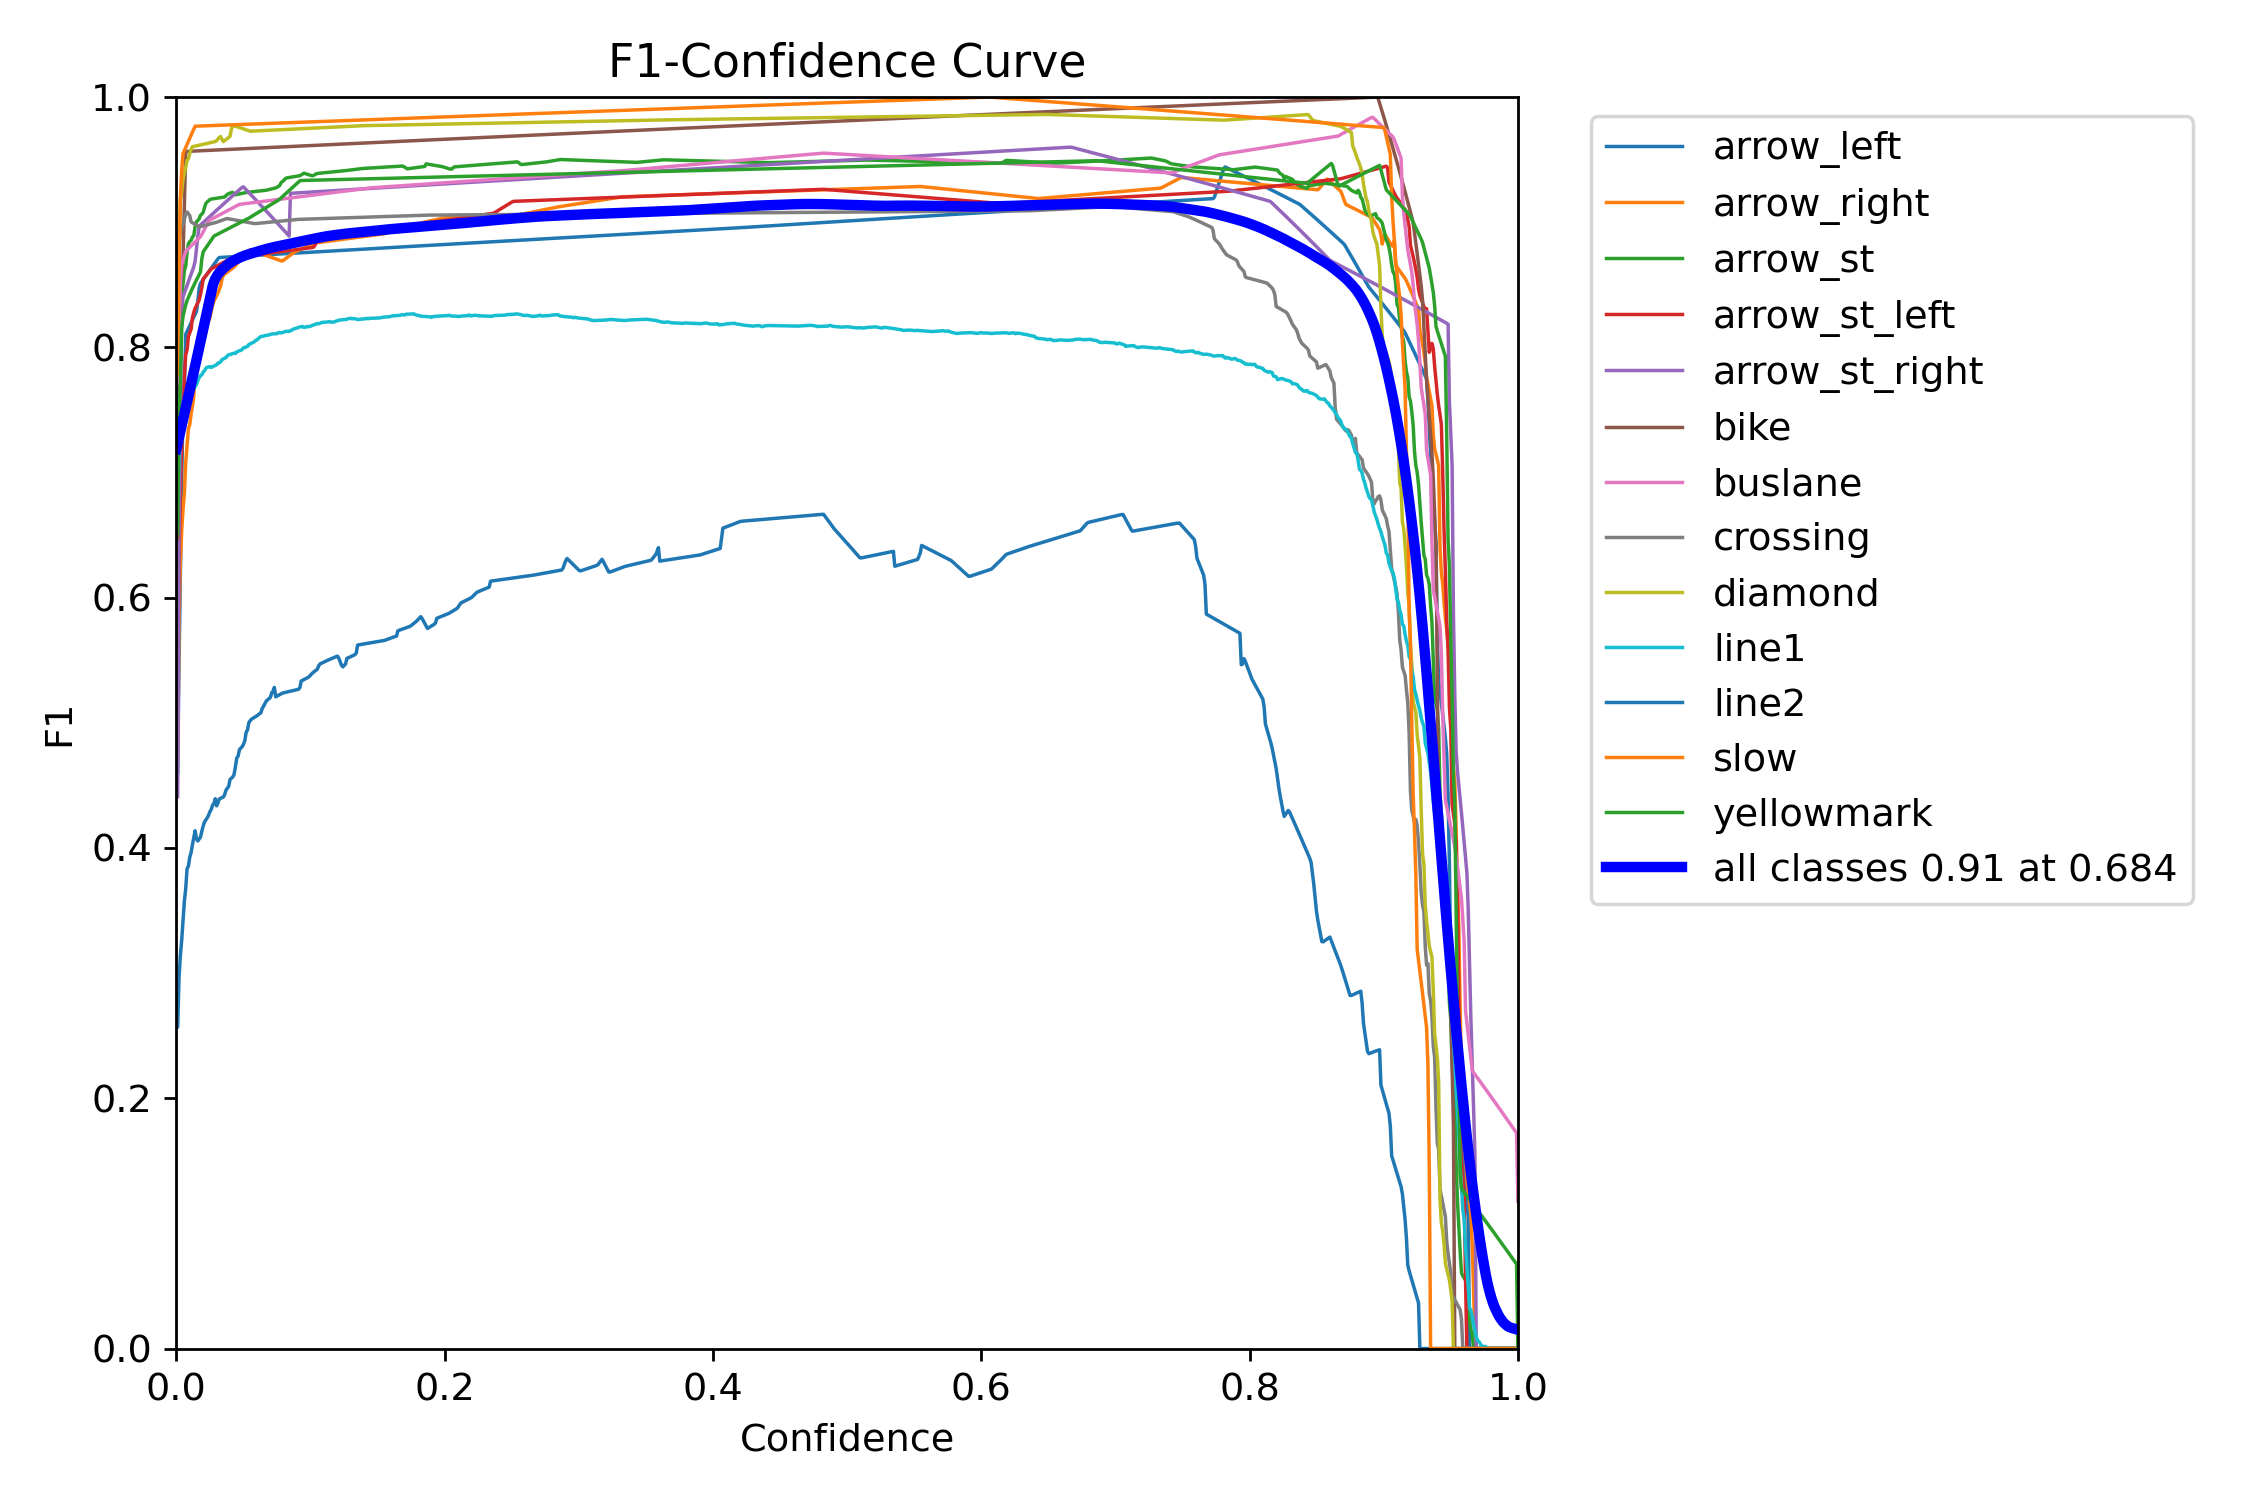 F1-Confidence Curve
1.0
0.8
0.6
0.4
0.2
0.0
F1
0.0 0.2 0.4 0.6 0.8 1.0
Confidence
arrow_left
arrow_right
arrow_st
arrow_st_left
arrow_st_right
bike
buslane
crossing
diamond
line1
line2
slow
yellowmark
all classes 0.91 at 0.684